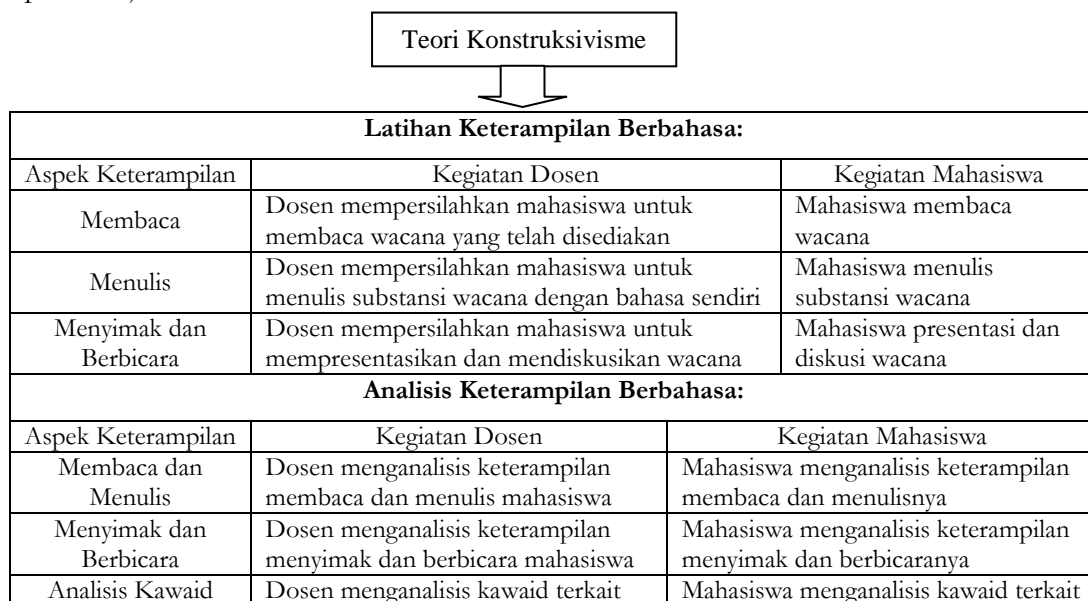 Teori Konstruksivisme
Latihan Keterampilan Berbahasa:
Aspek Keterampilan Kegiatan Dosen Kegiatan Mahasiswa
Membaca
Dosen mempersilahkan mahasiswa untuk
membaca wacana yang telah disediakan
Mahasiswa membaca
wacana
Menulis
Dosen mempersilahkan mahasiswa untuk
menulis substansi wacana dengan bahasa sendiri
Mahasiswa menulis
substansi wacana
Menyimak dan
Berbicara
Dosen mempersilahkan mahasiswa untuk
mempresentasikan dan mendiskusikan wacana
Mahasiswa presentasi dan
diskusi wacana
Analisis Keterampilan Berbahasa:
Aspek Keterampilan Kegiatan Dosen Kegiatan Mahasiswa
Membaca dan
Menulis
Dosen menganalisis keterampilan
membaca dan menulis mahasiswa
Mahasiswa menganalisis keterampilan
membaca dan menulisnya
Menyimak dan
Berbicara
Dosen menganalisis keterampilan
menyimak dan berbicara mahasiswa
Mahasiswa menganalisis keterampilan
menyimak dan berbicaranya
Analisis Kawaid
Dosen menganalisis kawaid terkait
Mahasiswa menganalisis kawaid terkait